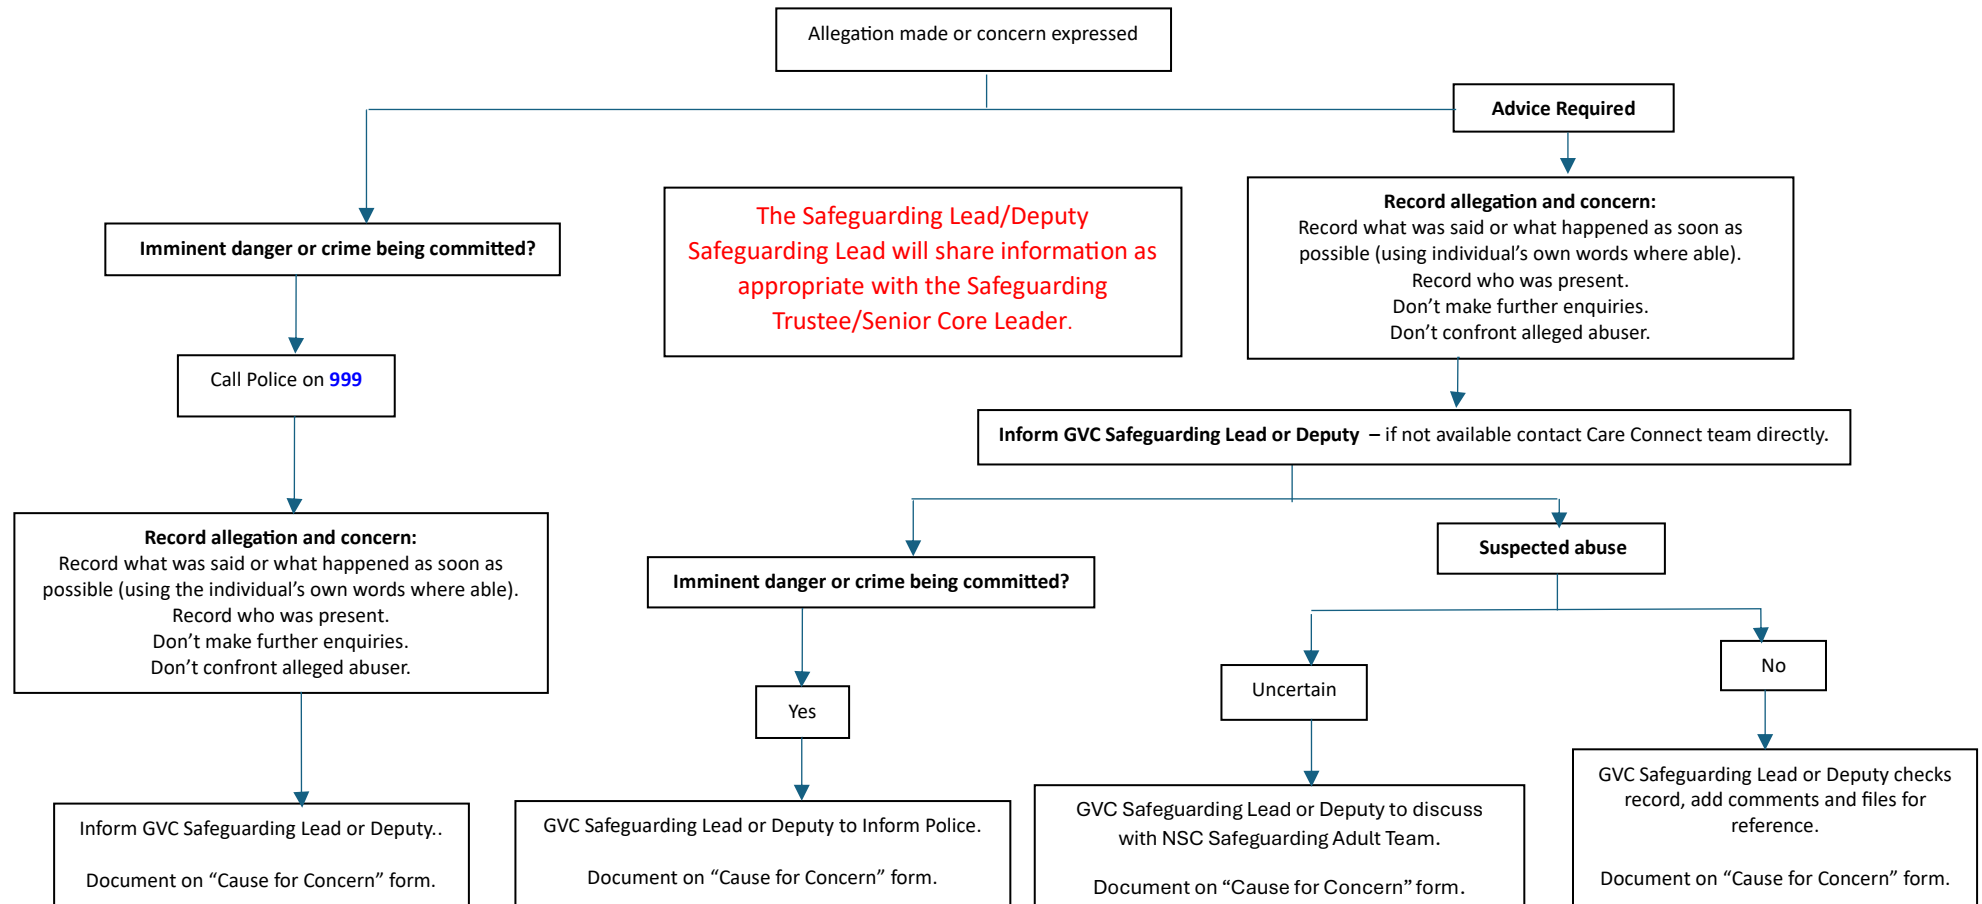 Allegation made or concern expressed
Advice Required
Imminent danger or crime being committed?
Call Police on 999
Record allegation and concern:
Record what was said or what happened as soon as
possible (using the individual’s own words where able).
Record who was present.
Don’t make further enquiries.
Don’t confront alleged abuser.
Inform GVC Safeguarding Lead or Deputy..
Document on “Cause for Concern” form.
The Safeguarding Lead/Deputy
Safeguarding Lead will share information as
appropriate with the Safeguarding
Trustee/Senior Core Leader.
Record allegation and concern:
Record what was said or what happened as soon as
possible (using individual’s own words where able).
Record who was present.
Don’t make further enquiries.
Don’t confront alleged abuser.
Inform GVC Safeguarding Lead or Deputy – if not available contact Care Connect team directly.
Imminent danger or crime being committed?
Yes
GVC Safeguarding Lead or Deputy to Inform Police.
Document on “Cause for Concern” form.
Suspected abuse
Uncertain
GVC Safeguarding Lead or Deputy to discuss
with NSC Safeguarding Adult Team.
Document on “Cause for Concern” form.
No
GVC Safeguarding Lead or Deputy checks
record, add comments and files for
reference.
Document on “Cause for Concern” form.